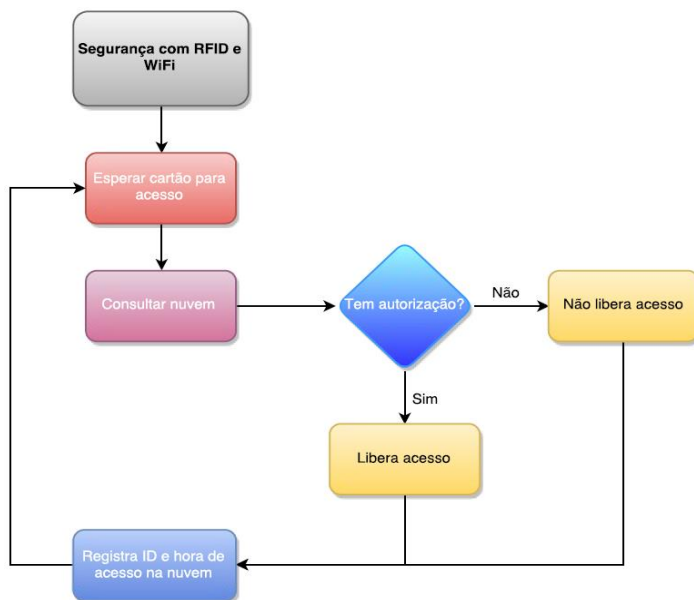 Segurança com RFID e
WiFi
Esperar cartão para
acesso
Consultar nuvem
Tem autorização?
Não
Não libera acesso
Sim
Libera acesso
Registra ID e hora de
acesso na nuvem